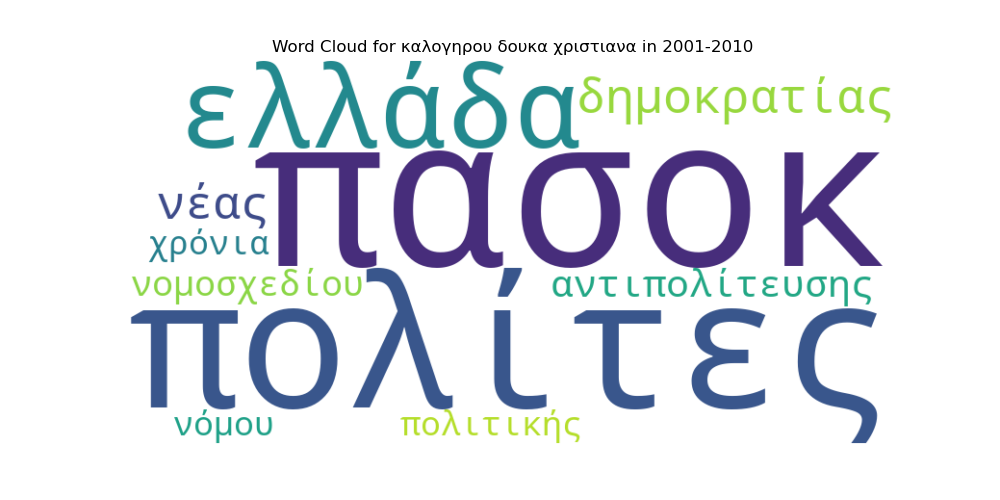 Word Cloud for καλογηρου δουκα χριστιανα in 2001-2010
ελλάδα
δημοκρατίας
πασοκ
νέας
χρόνια
νομοσχεδίου
αντιπολίτευσης
πολίτες
νόμου
πολιτικής